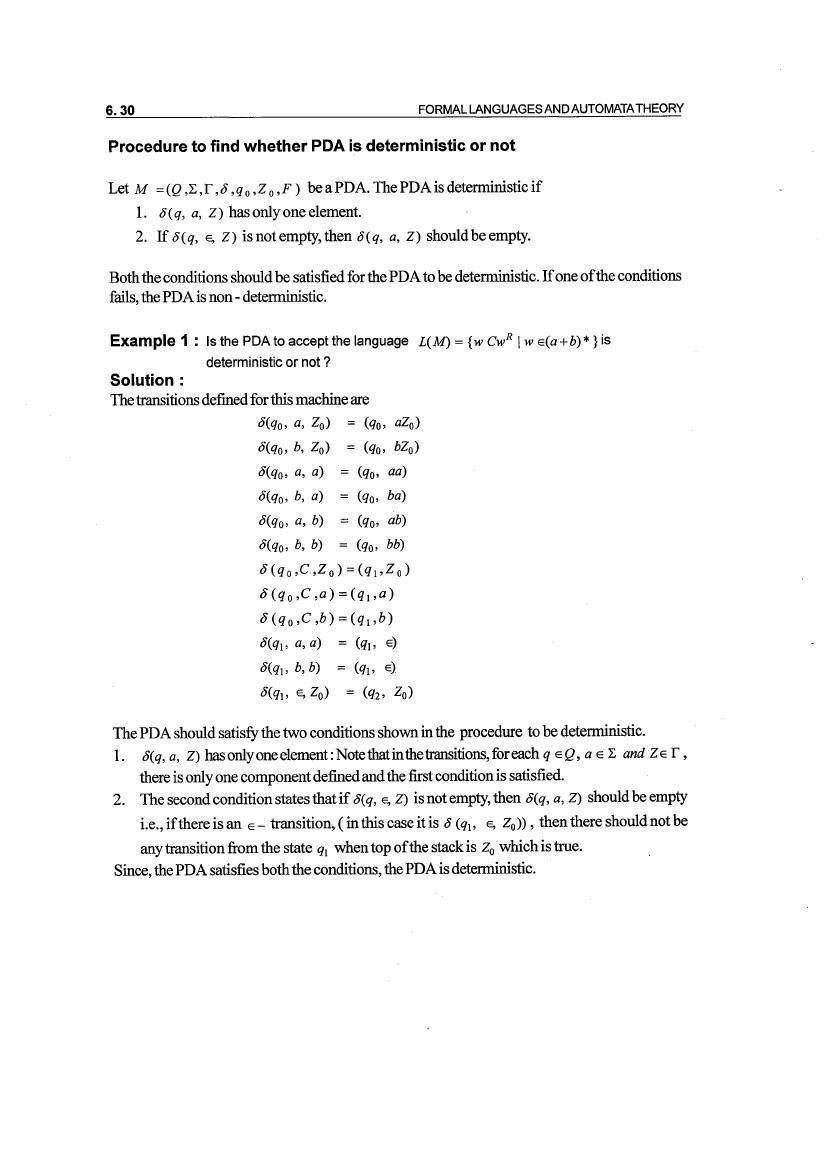 6. 30 FORMAL LANGUAGES AND AUTOMATA THEORY
Procedure to find whether PDA is deterministic or not
Let M =(Q,Σ,Γ,δ,q₀,Z₀,F) be a PDA. The PDA is deterministic if
1. δ(q, a, Z) has only one element.
2. If δ(q, ∈, Z) is not empty, then δ(q, a, Z) should be empty.
Both the conditions should be satisfied for the PDA to be deterministic. If one of the conditions
fails, the PDA is non - deterministic.
Example 1 : Is the PDA to accept the language L(M) = {w Cwᴿ | w ∈(a+b)* } is
deterministic or not ?
Solution :
The transitions defined for this machine are
δ(q₀, a, Z₀) = (q₀, aZ₀)
δ(q₀, b, Z₀) = (q₀, bZ₀)
δ(q₀, a, a) = (q₀, aa)
δ(q₀, b, a) = (q₀, ba)
δ(q₀, a, b) = (q₀, ab)
δ(q₀, b, b) = (q₀, bb)
δ(q₀,C,Z₀)=(q₁,Z₀)
δ(q₀,C,a)=(q₁,a)
δ(q₀,C,b)=(q₁,b)
δ(q₁, a, a) = (q₁, ∈)
δ(q₁, b, b) = (q₁, ∈)
δ(q₁, ∈, Z₀) = (q₂, Z₀)
The PDA should satisfy the two conditions shown in the procedure to be deterministic.
1. δ(q, a, Z) has only one element : Note that in the transitions, for each q ∈Q, a ∈ Σ and Z∈ Γ ,
there is only one component defined and the first condition is satisfied.
2. The second condition states that if δ(q, ∈, Z) is not empty, then δ(q, a, Z) should be empty
i.e., if there is an ∈ – transition, ( in this case it is δ (q₁, ∈, Z₀)) , then there should not be
any transition from the state q₁ when top of the stack is Z₀ which is true.
Since, the PDA satisfies both the conditions, the PDA is deterministic.